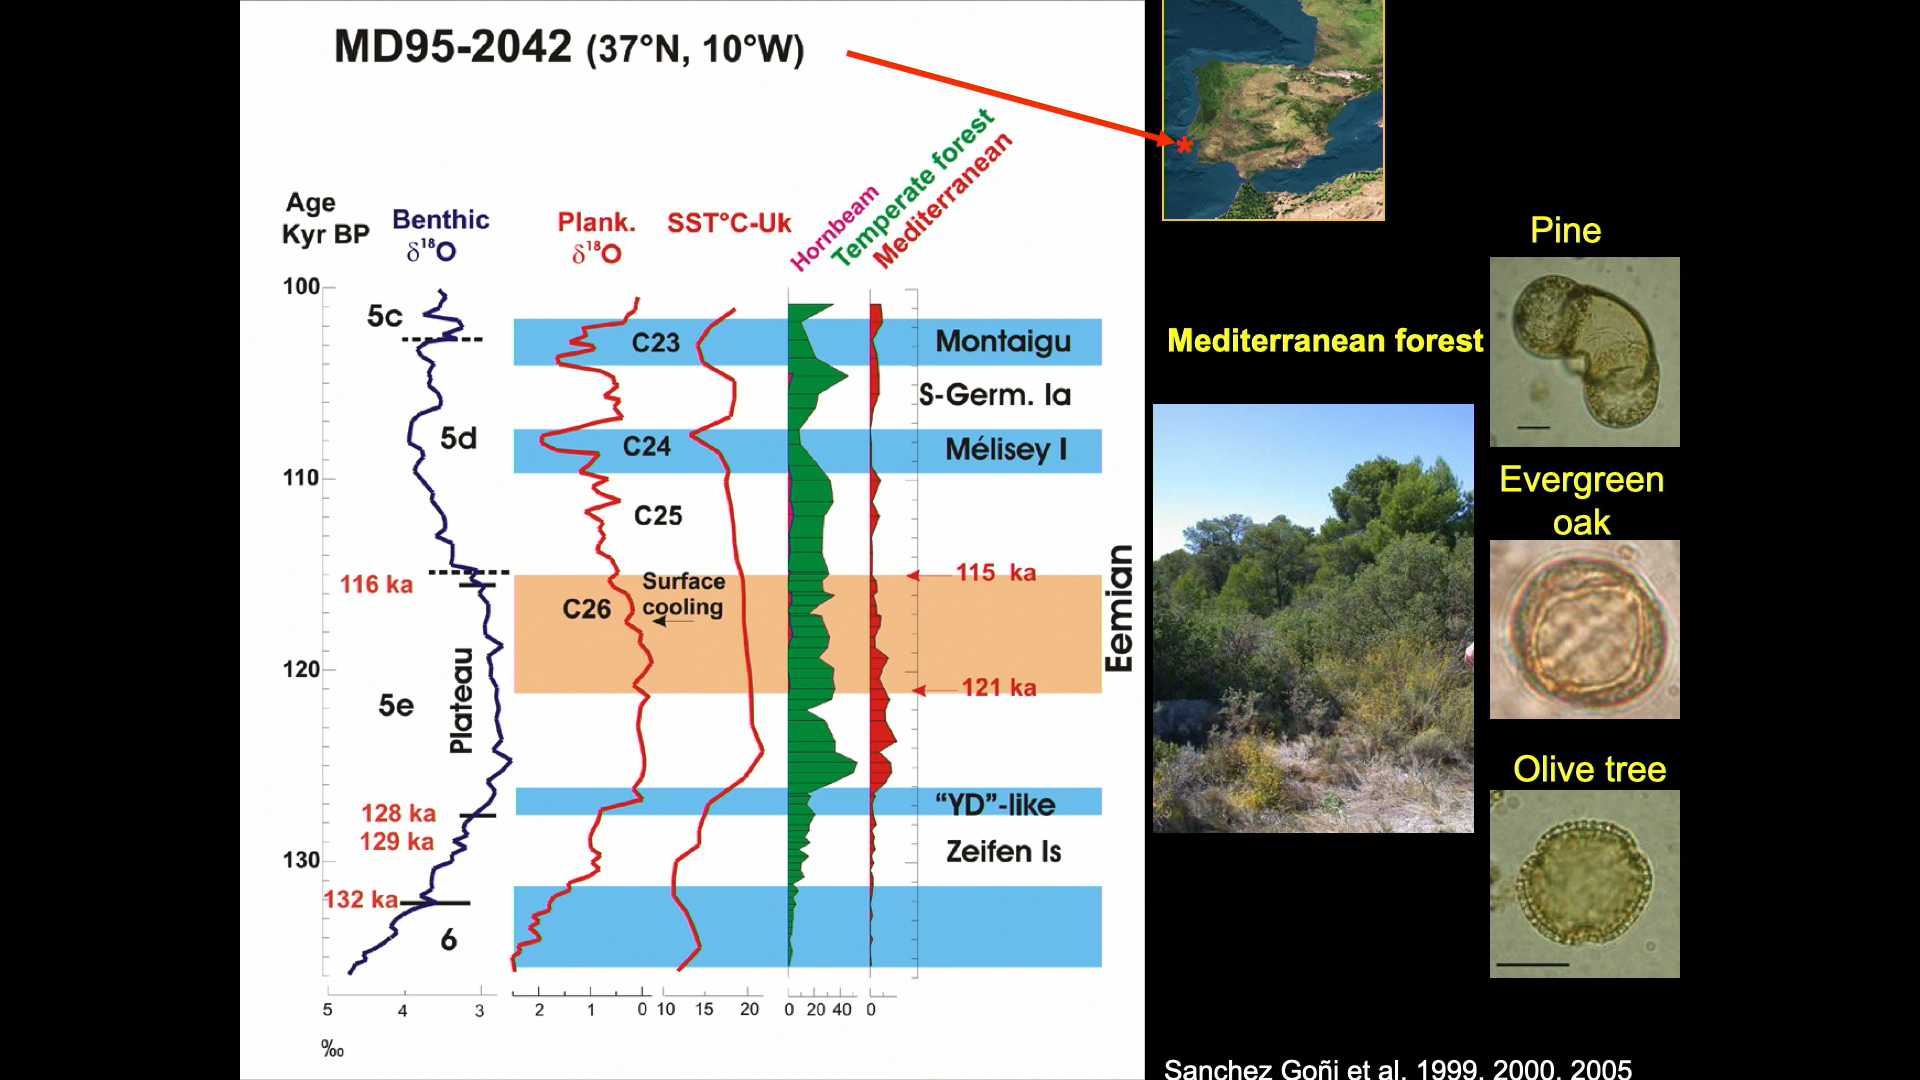 MD95-2042 (37°N, 10°W)
Age
Kyr BP
Benthic
δ¹⁸O
Plank.
δ¹⁸O
SST°C-Uk
Hornbeam
Temperate forest
Mediterranean
100
110
120
130
5c
5d
5e
6
Plateau
116 ka
128 ka
129 ka
132 ka
C23
C24
C25
C26
Surface
cooling
Montaigu
S-Germ. Ia
Mélisey I
115 ka
121 ka
Eemian
“YD”-like
Zeifen Is
5 4 3
2 1 0
10 15 20
0 20 40
0
‰
Mediterranean forest
Pine
Evergreen
oak
Olive tree
Sanchez Goñi et al. 1999, 2000, 2005